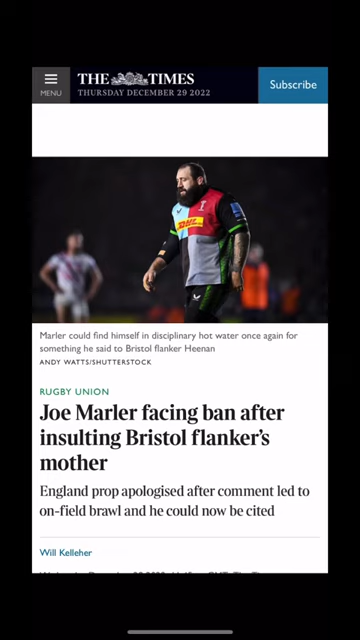 THE TIMES
MENU
THURSDAY DECEMBER 29 2022
Subscribe
DHL
Marler could find himself in disciplinary hot water once again for
something he said to Bristol flanker Heenan
ANDY WATTS/SHUTTERSTOCK
RUGBY UNION
Joe Marler facing ban after
insulting Bristol flanker's
mother
England prop apologised after comment led to
on-field brawl and he could now be cited
Will Kelleher